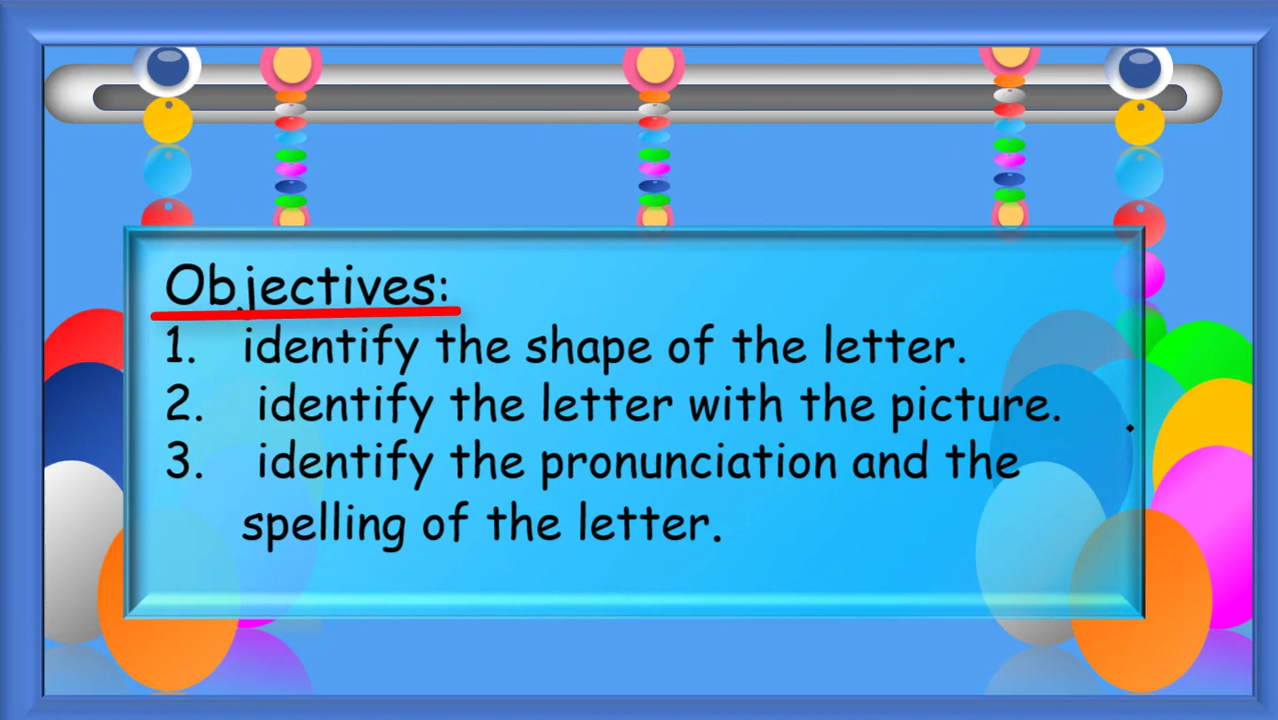 Objectives:
1. identify the shape of the letter.
2. identify the letter with the picture.
3. identify the pronunciation and the
spelling of the letter.